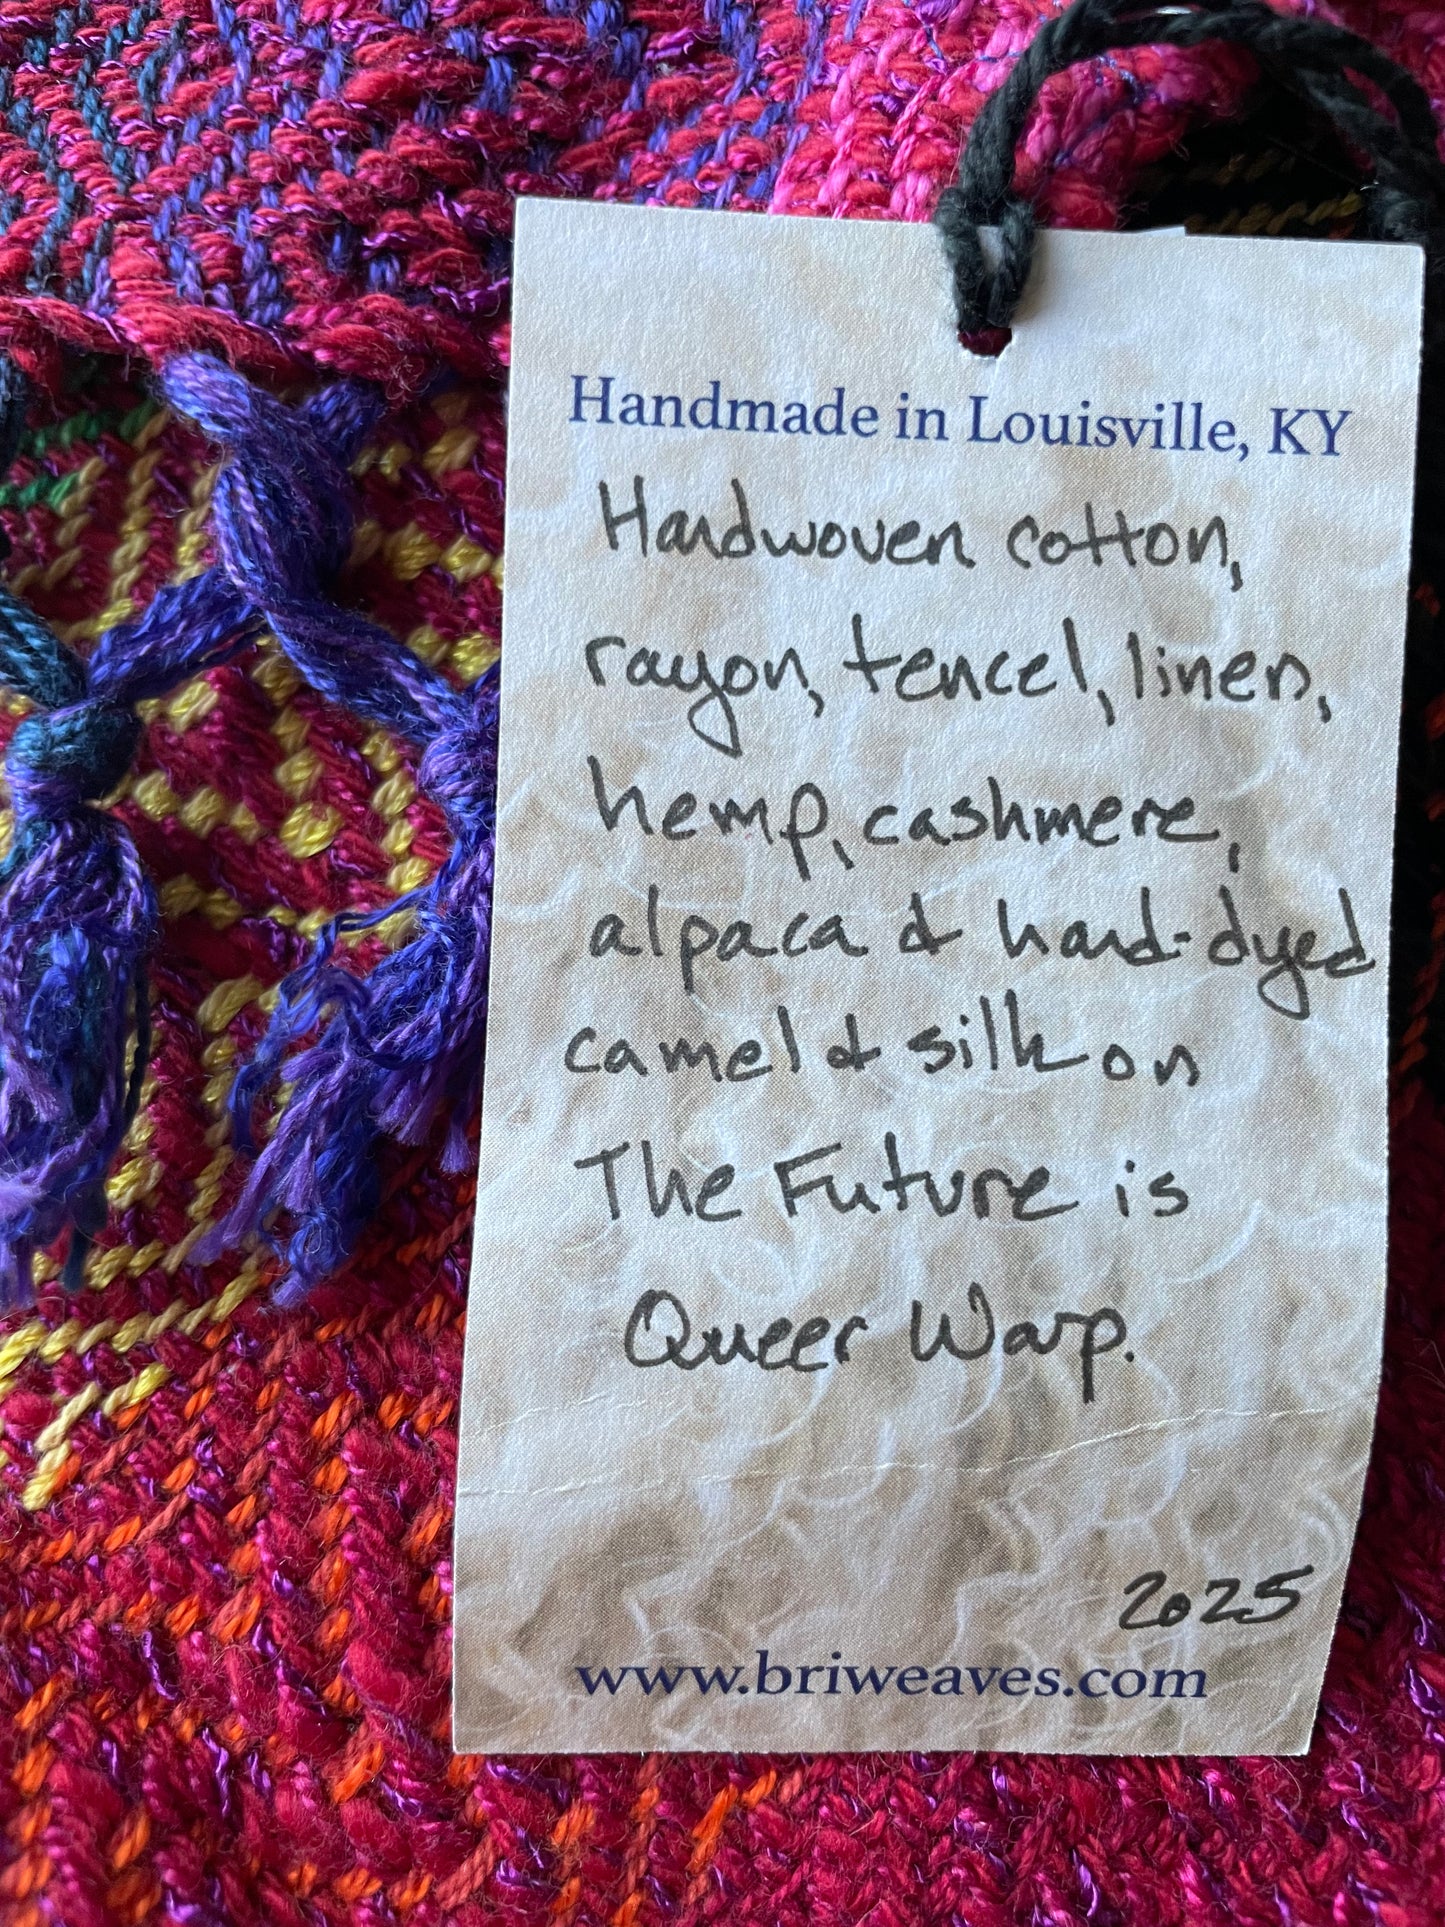 Handmade in Louisville, KY
Handwoven cotton,
rayon, tencel, linen,
hemp, cashmere,
alpaca & hand-dyed
camel & silk on
The Future is
Queer Warp.
2025
www.briweaves.com